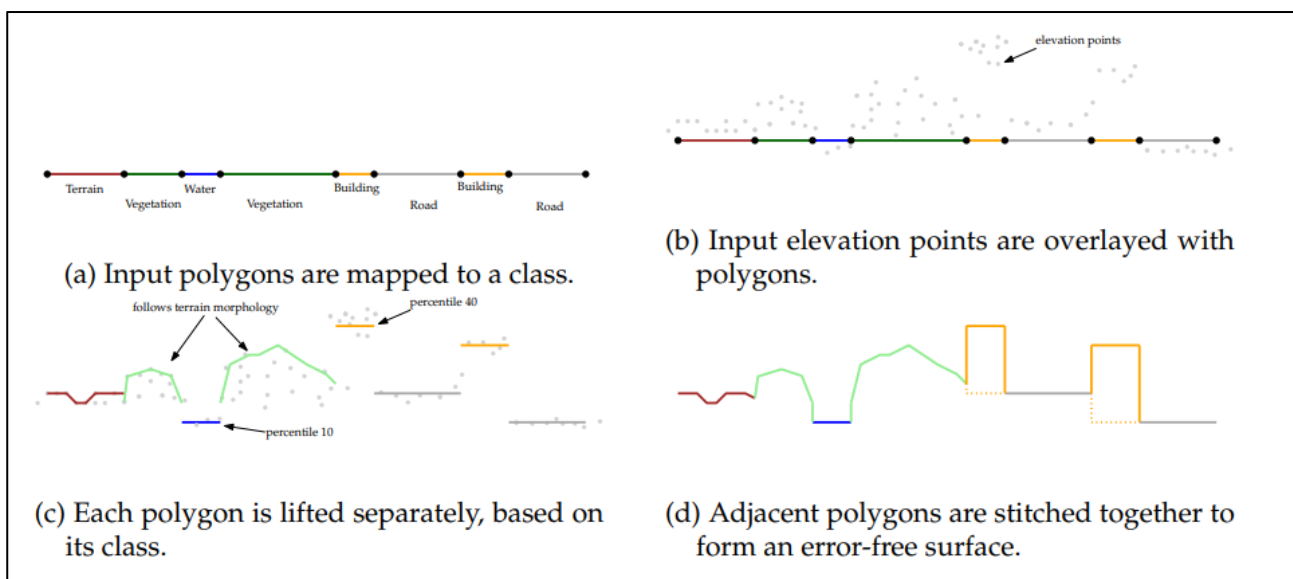 Terrain
Water
Building
Building
Vegetation
Vegetation
Road
Road
(a) Input polygons are mapped to a class.
elevation points
(b) Input elevation points are overlayed with
polygons.
follows terrain morphology
percentile 40
percentile 10
(c) Each polygon is lifted separately, based on
its class.
(d) Adjacent polygons are stitched together to
form an error-free surface.